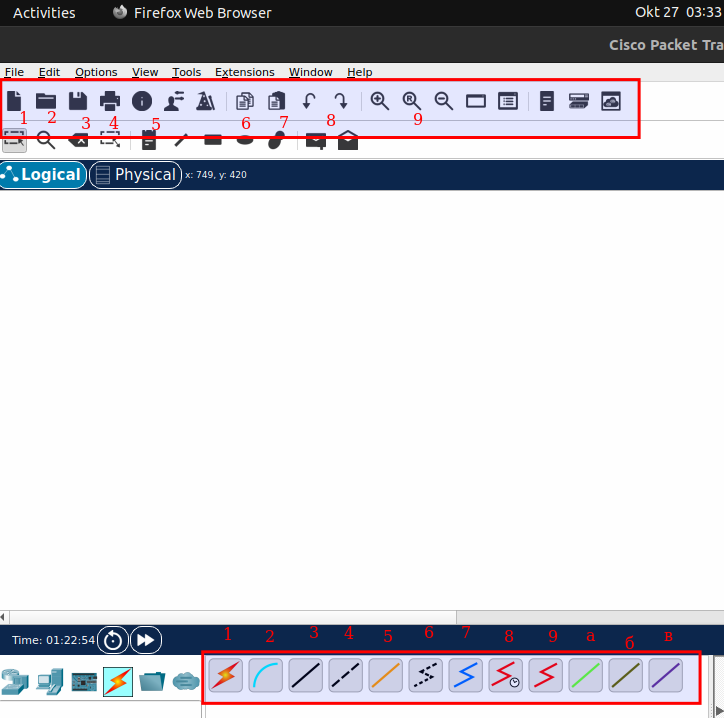 Activities Firefox Web Browser Okt 27 03:33
Cisco Packet Tra
File Edit Options View Tools Extensions Window Help
1 2 3 4 5 6 7 8 9
Logical Physical x: 749, y: 420
Time: 01:22:54 1 2 3 4 5 6 7 8 9 а б в